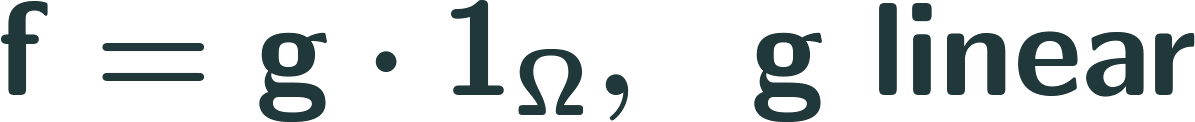 f = g · 1_Ω, g linear